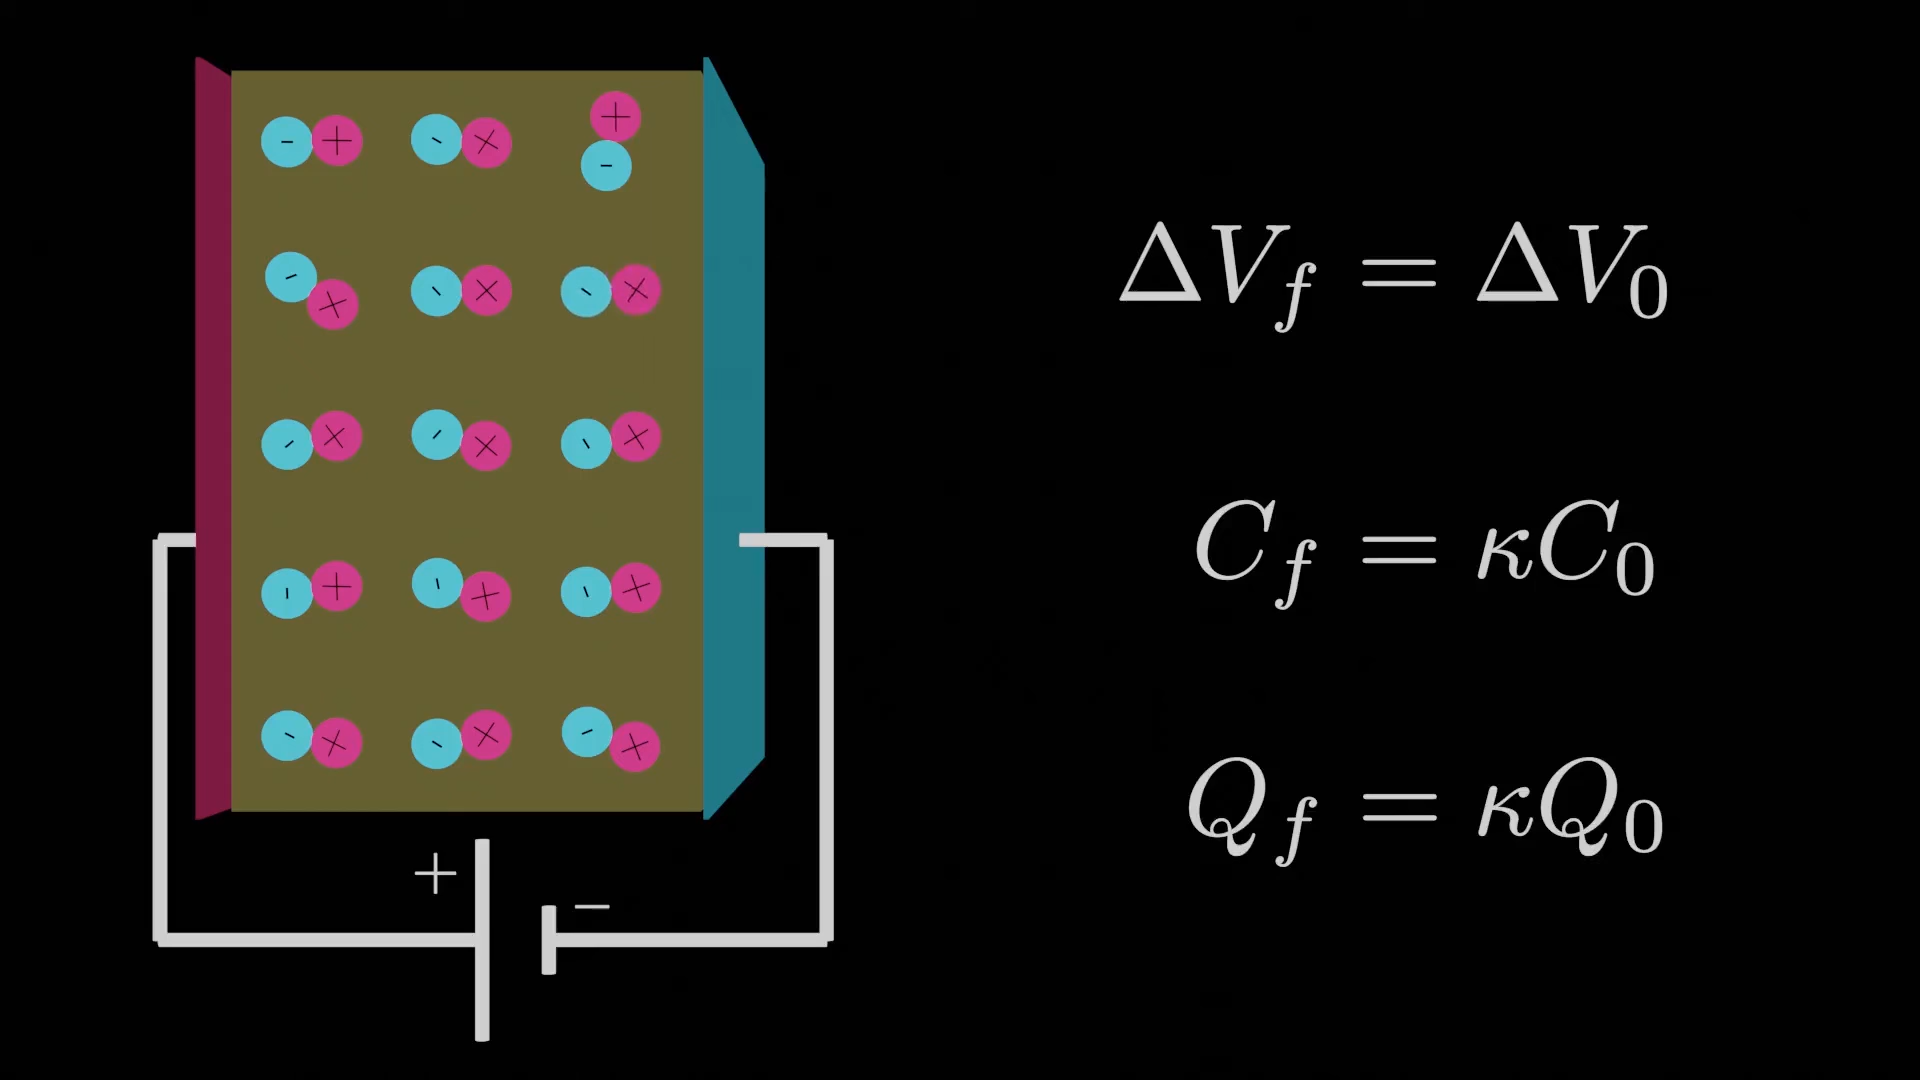 ΔV_f = ΔV_0
C_f = κC_0
Q_f = κQ_0
+ −